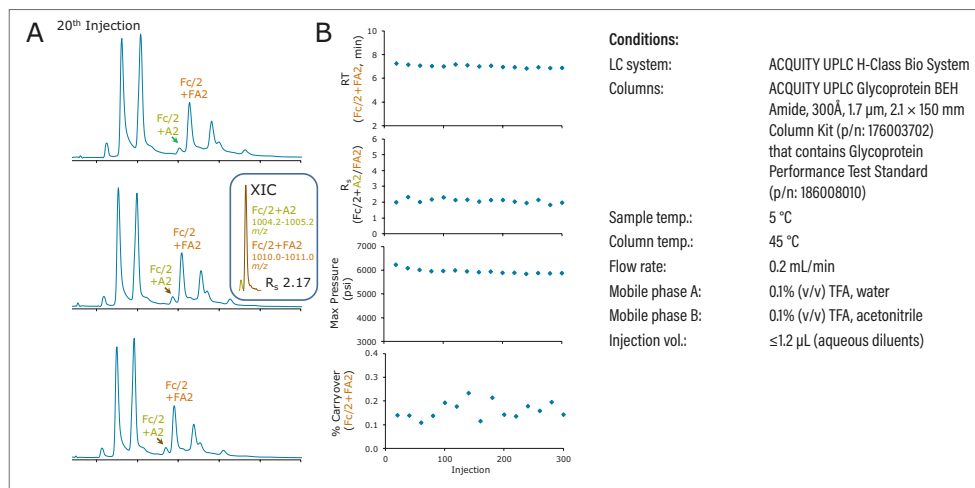 A
20th Injection
Fc/2
+FA2
Fc/2
+A2
Fc/2
+FA2
Fc/2
+A2
XIC
Fc/2+A2
1004.2-1005.2
m/z
Fc/2+FA2
1010.0-1011.0
m/z
Rs 2.17
Fc/2
+FA2
Fc/2
+A2
B
10
8
6
4
2
RT
(Fc/2+FA2, min)
6
5
4
3
2
1
0
Rs
(Fc/2+A2/FA2)
7000
6000
5000
4000
3000
Max Pressure
(psi)
0.4
0.3
0.2
0.1
0.0
% Carryover
(Fc/2+FA2)
0
100
200
300
Injection
Conditions:
LC system: ACQUITY UPLC H-Class Bio System
Columns: ACQUITY UPLC Glycoprotein BEH
Amide, 300Å, 1.7 µm, 2.1 × 150 mm
Column Kit (p/n: 176003702)
that contains Glycoprotein
Performance Test Standard
(p/n: 186008010)
Sample temp.: 5 °C
Column temp.: 45 °C
Flow rate: 0.2 mL/min
Mobile phase A: 0.1% (v/v) TFA, water
Mobile phase B: 0.1% (v/v) TFA, acetonitrile
Injection vol.: ≤1.2 µL (aqueous diluents)